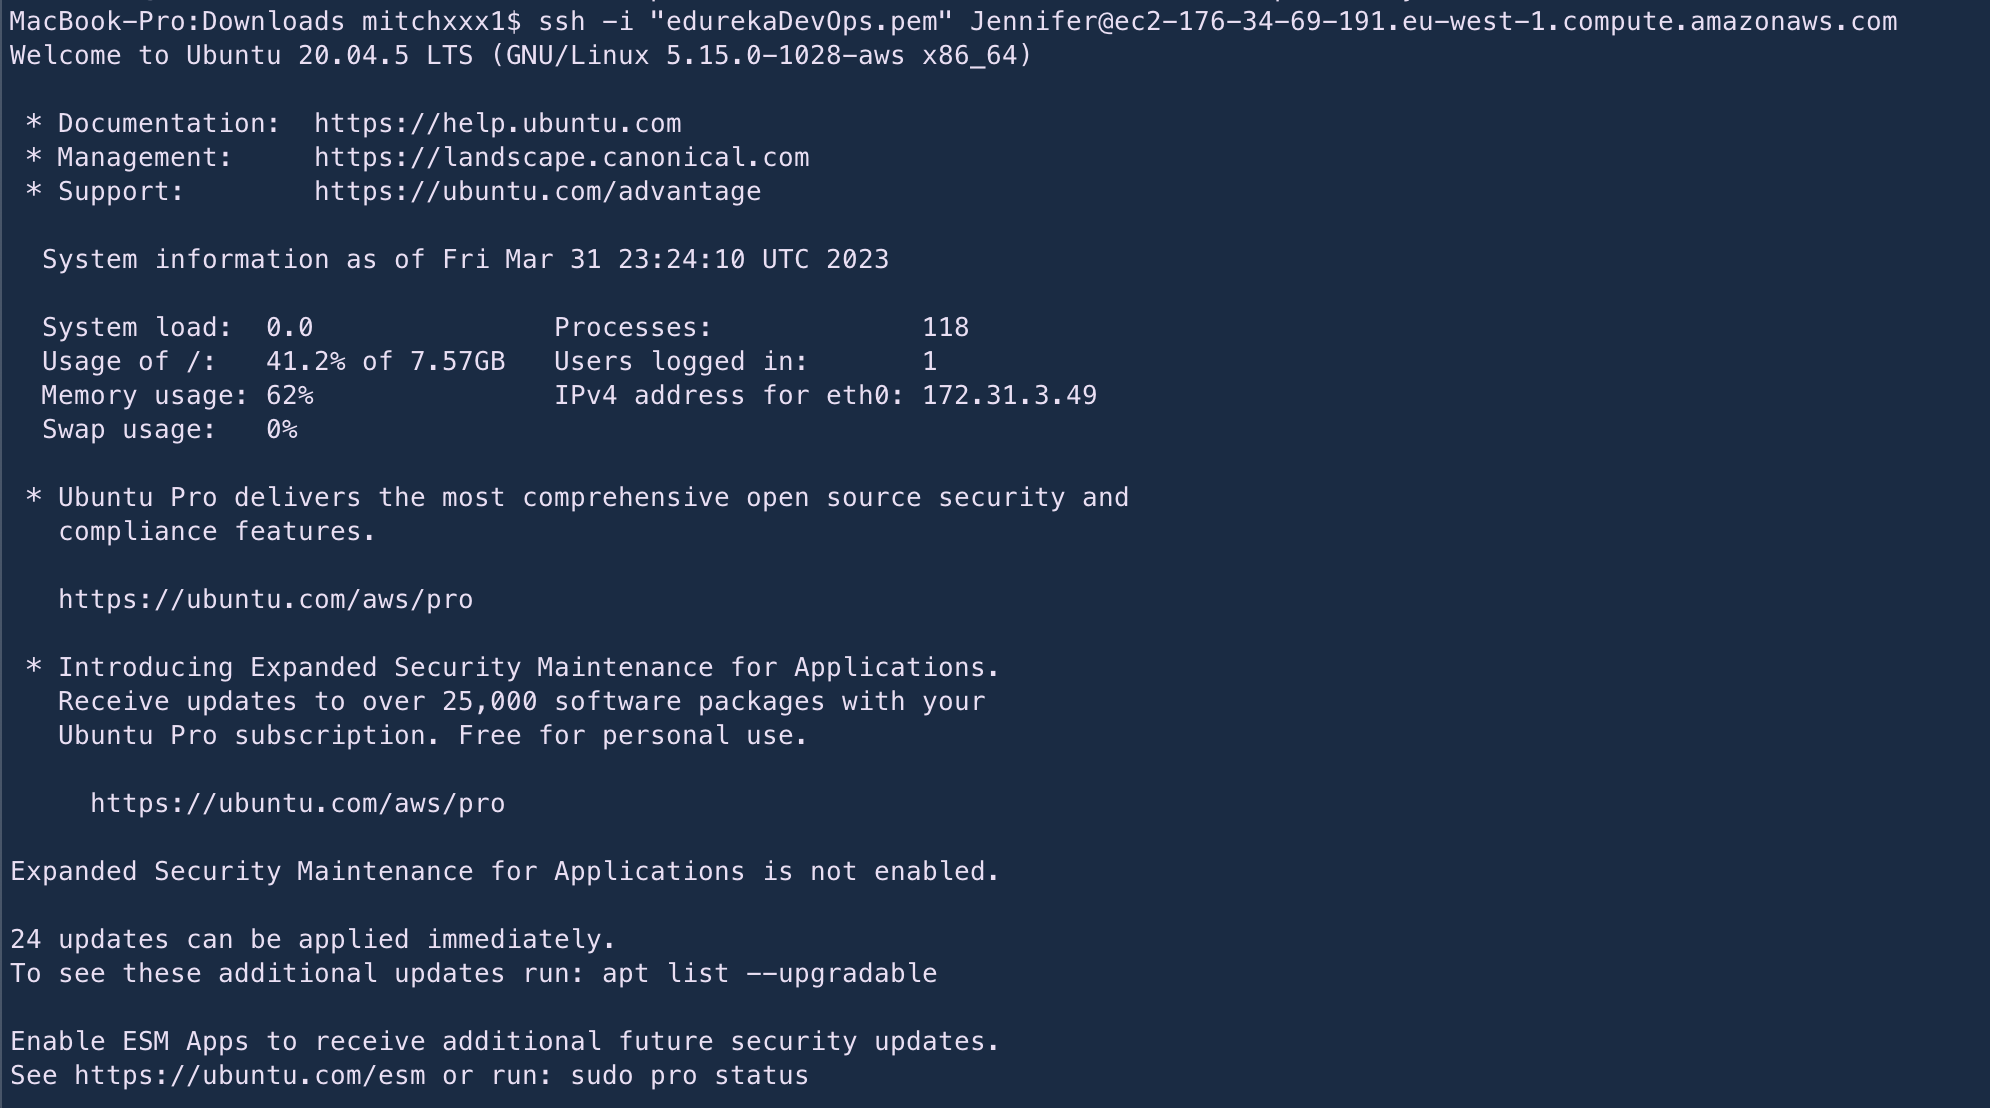 MacBook-Pro:Downloads mitchxxx1$ ssh -i "edurekaDevOps.pem" Jennifer@ec2-176-34-69-191.eu-west-1.compute.amazonaws.com
Welcome to Ubuntu 20.04.5 LTS (GNU/Linux 5.15.0-1028-aws x86_64)

 * Documentation:  https://help.ubuntu.com
 * Management:     https://landscape.canonical.com
 * Support:        https://ubuntu.com/advantage

  System information as of Fri Mar 31 23:24:10 UTC 2023

  System load:  0.0               Processes:             118
  Usage of /:   41.2% of 7.57GB   Users logged in:       1
  Memory usage: 62%               IPv4 address for eth0: 172.31.3.49
  Swap usage:   0%

 * Ubuntu Pro delivers the most comprehensive open source security and
   compliance features.

   https://ubuntu.com/aws/pro

 * Introducing Expanded Security Maintenance for Applications.
   Receive updates to over 25,000 software packages with your
   Ubuntu Pro subscription. Free for personal use.

     https://ubuntu.com/aws/pro

Expanded Security Maintenance for Applications is not enabled.

24 updates can be applied immediately.
To see these additional updates run: apt list --upgradable

Enable ESM Apps to receive additional future security updates.
See https://ubuntu.com/esm or run: sudo pro status